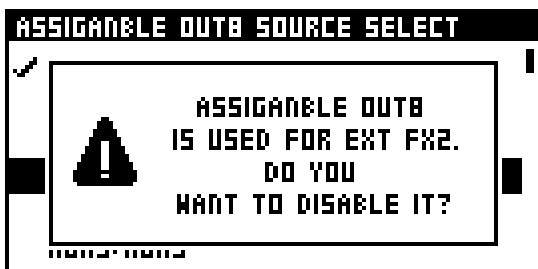 ASSIGANBLE OUT8 SOURCE SELECT
ASSIGANBLE OUT8
IS USED FOR EXT FX2.
DO YOU
WANT TO DISABLE IT?